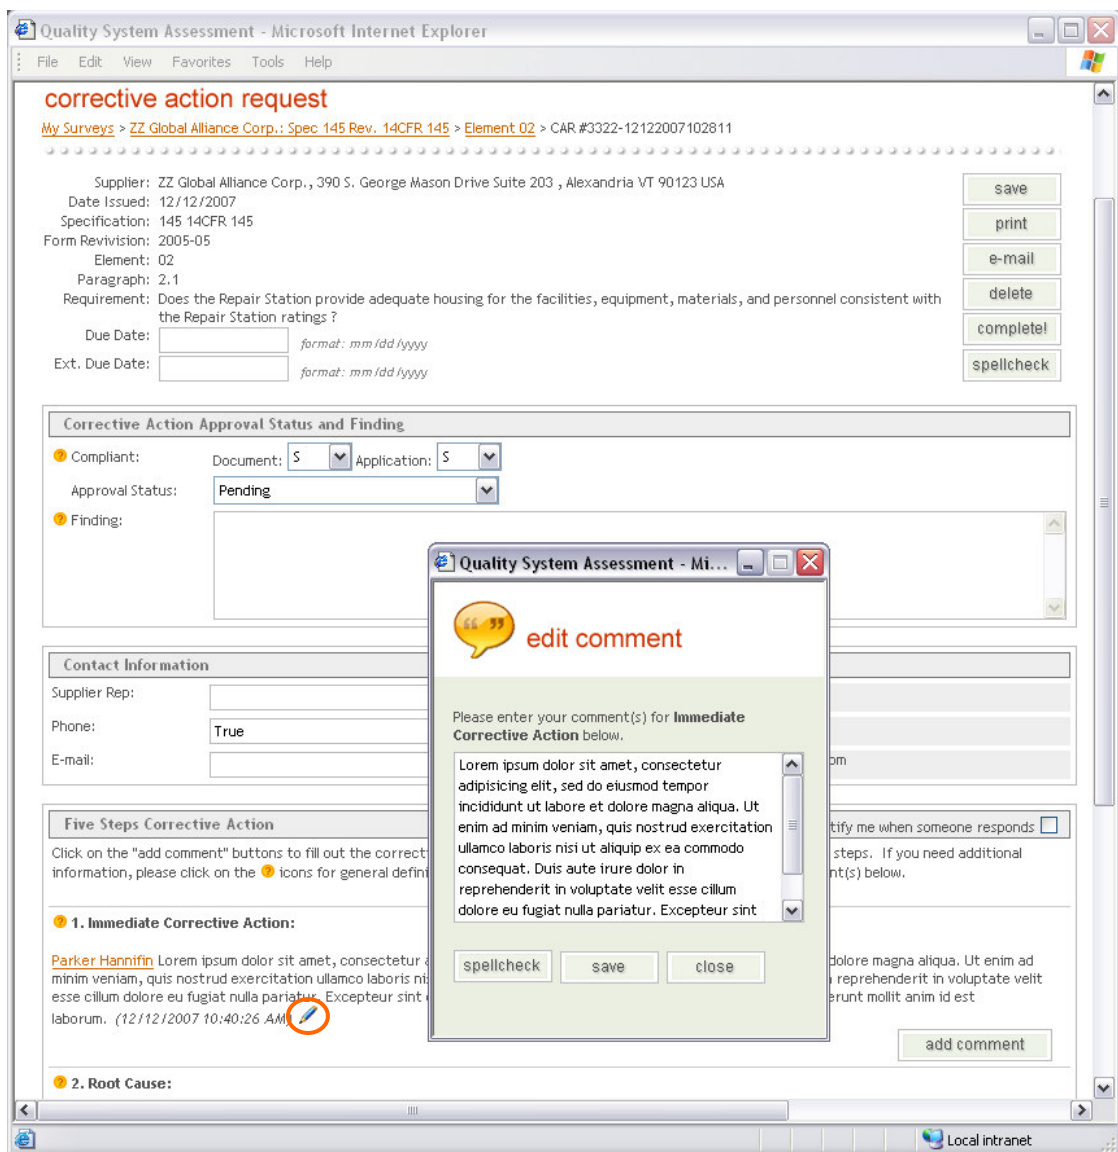 Quality System Assessment - Microsoft Internet Explorer
File Edit View Favorites Tools Help
corrective action request
My Surveys > ZZ Global Alliance Corp.: Spec 145 Rev. 14CFR 145 > Element 02 > CAR #3322-12122007102811
Supplier: ZZ Global Alliance Corp., 390 S. George Mason Drive Suite 203 , Alexandria VT 90123 USA
Date Issued: 12/12/2007
Specification: 145 14CFR 145
Form Revivision: 2005-05
Element: 02
Paragraph: 2.1
Requirement: Does the Repair Station provide adequate housing for the facilities, equipment, materials, and personnel consistent with
the Repair Station ratings ?
Due Date: format: mm/dd/yyyy
Ext. Due Date: format: mm/dd/yyyy
save
print
e-mail
delete
complete!
spellcheck
Corrective Action Approval Status and Finding
Compliant: Document: S Application: S
Approval Status: Pending
Finding:
Contact Information
Supplier Rep:
Phone: True
E-mail:
om
Five Steps Corrective Action
tify me when someone responds
Click on the "add comment" buttons to fill out the correct steps. If you need additional
information, please click on the ? icons for general defini nt(s) below.
1. Immediate Corrective Action:
Parker Hannifin Lorem ipsum dolor sit amet, consectetur a dolore magna aliqua. Ut enim ad
minim veniam, quis nostrud exercitation ullamco laboris ni reprehenderit in voluptate velit
esse cillum dolore eu fugiat nulla pariatur. Excepteur sint erunt mollit anim id est
laborum. (12/12/2007 10:40:26 AM)
add comment
2. Root Cause:
Quality System Assessment - Mi...
edit comment
Please enter your comment(s) for Immediate
Corrective Action below.
Lorem ipsum dolor sit amet, consectetur
adipisicing elit, sed do eiusmod tempor
incididunt ut labore et dolore magna aliqua. Ut
enim ad minim veniam, quis nostrud exercitation
ullamco laboris nisi ut aliquip ex ea commodo
consequat. Duis aute irure dolor in
reprehenderit in voluptate velit esse cillum
dolore eu fugiat nulla pariatur. Excepteur sint
spellcheck save close
Local intranet